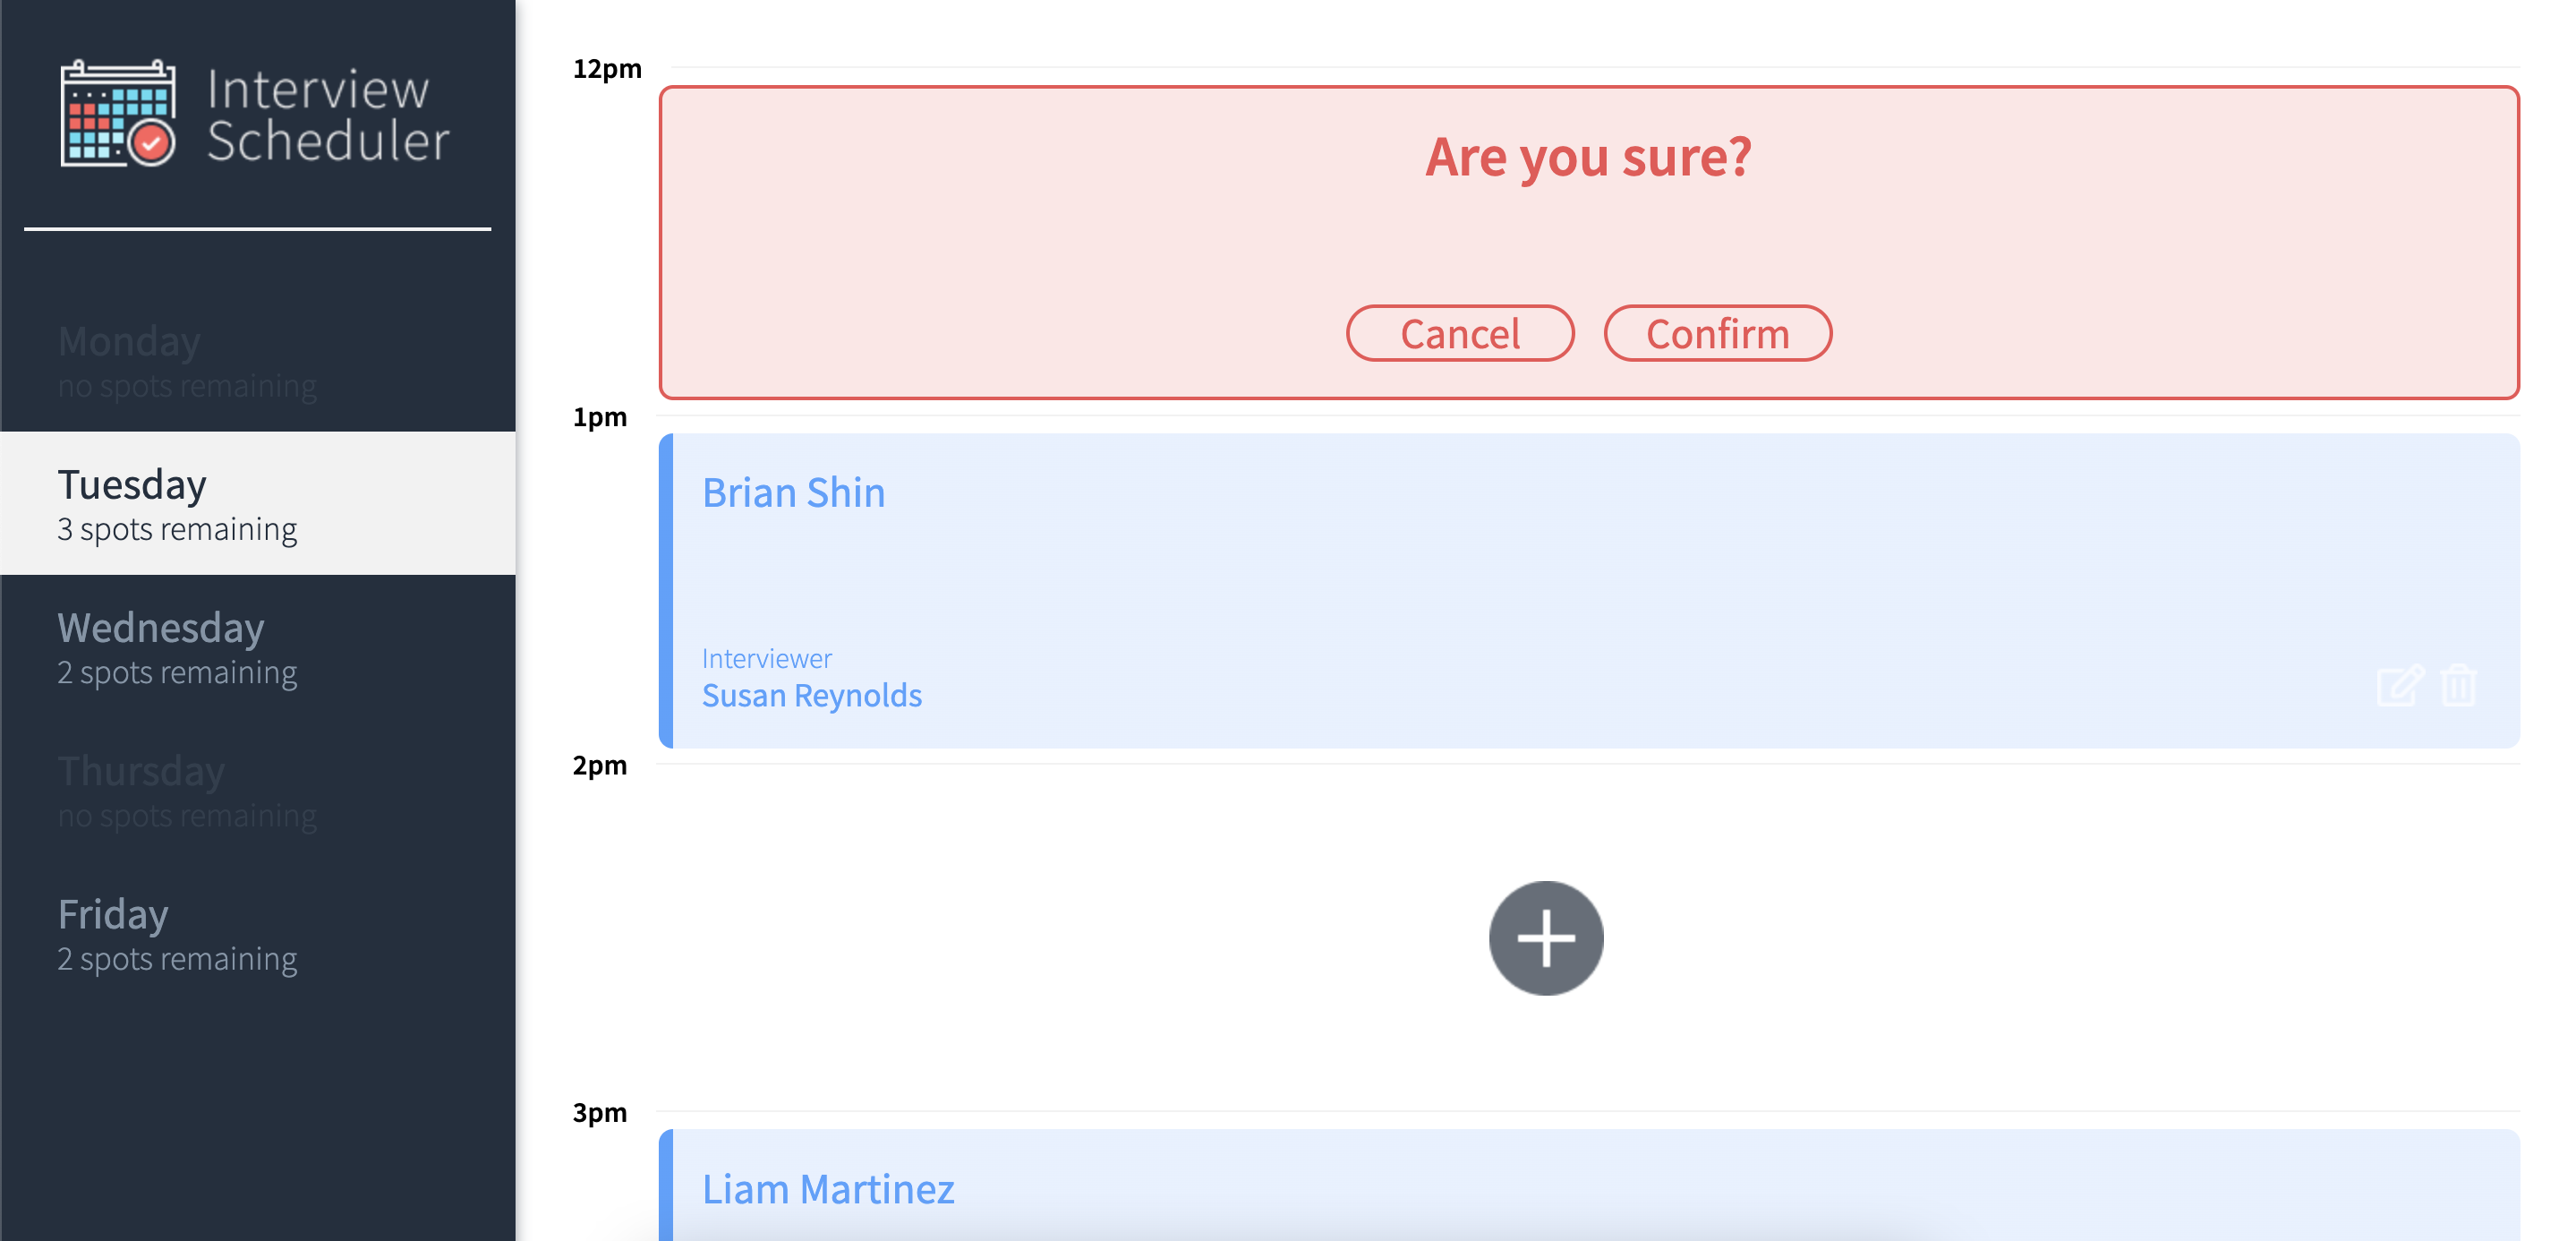 Interview
Scheduler
Monday
no spots remaining
Tuesday
3 spots remaining
Wednesday
2 spots remaining
Thursday
no spots remaining
Friday
2 spots remaining
12pm
Are you sure?
Cancel
Confirm
1pm
Brian Shin
Interviewer
Susan Reynolds
2pm
3pm
Liam Martinez